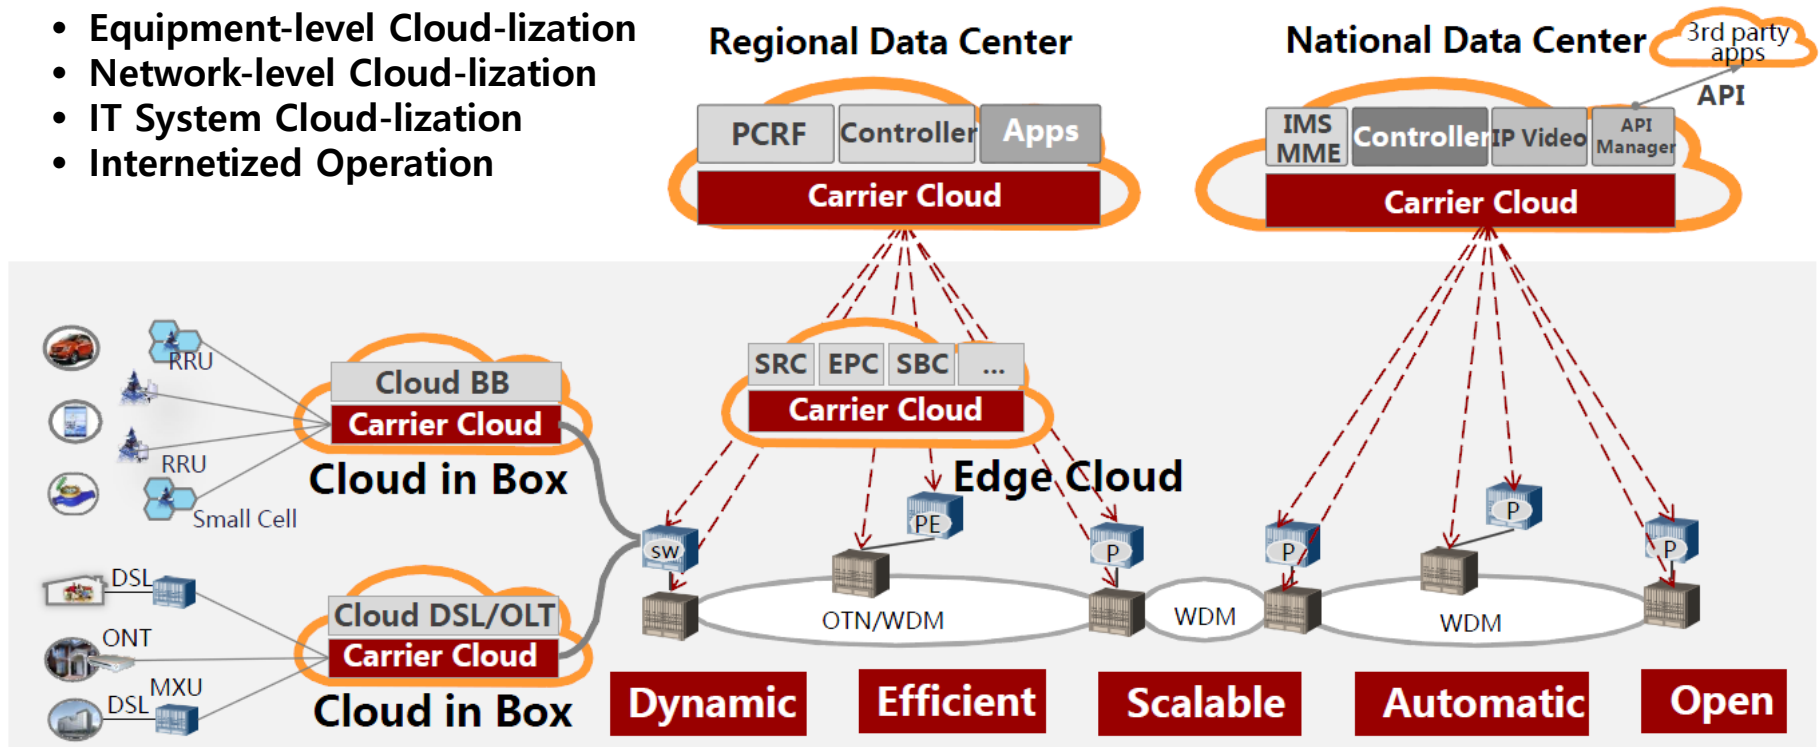 • Equipment-level Cloud-lization
• Network-level Cloud-lization
• IT System Cloud-lization
• Internetized Operation
Regional Data Center
PCRF
Controller
Apps
Carrier Cloud
National Data Center
3rd party
apps
API
IMS
MME
Controller
IP Video
API
Manager
Carrier Cloud
RRU
RRU
Small Cell
Cloud BB
Carrier Cloud
Cloud in Box
SRC
EPC
SBC
...
Carrier Cloud
Edge Cloud
DSL
ONT
MXU
DSL
Cloud DSL/OLT
Carrier Cloud
Cloud in Box
SW
PE
P
P
P
P
OTN/WDM
WDM
WDM
Dynamic
Efficient
Scalable
Automatic
Open